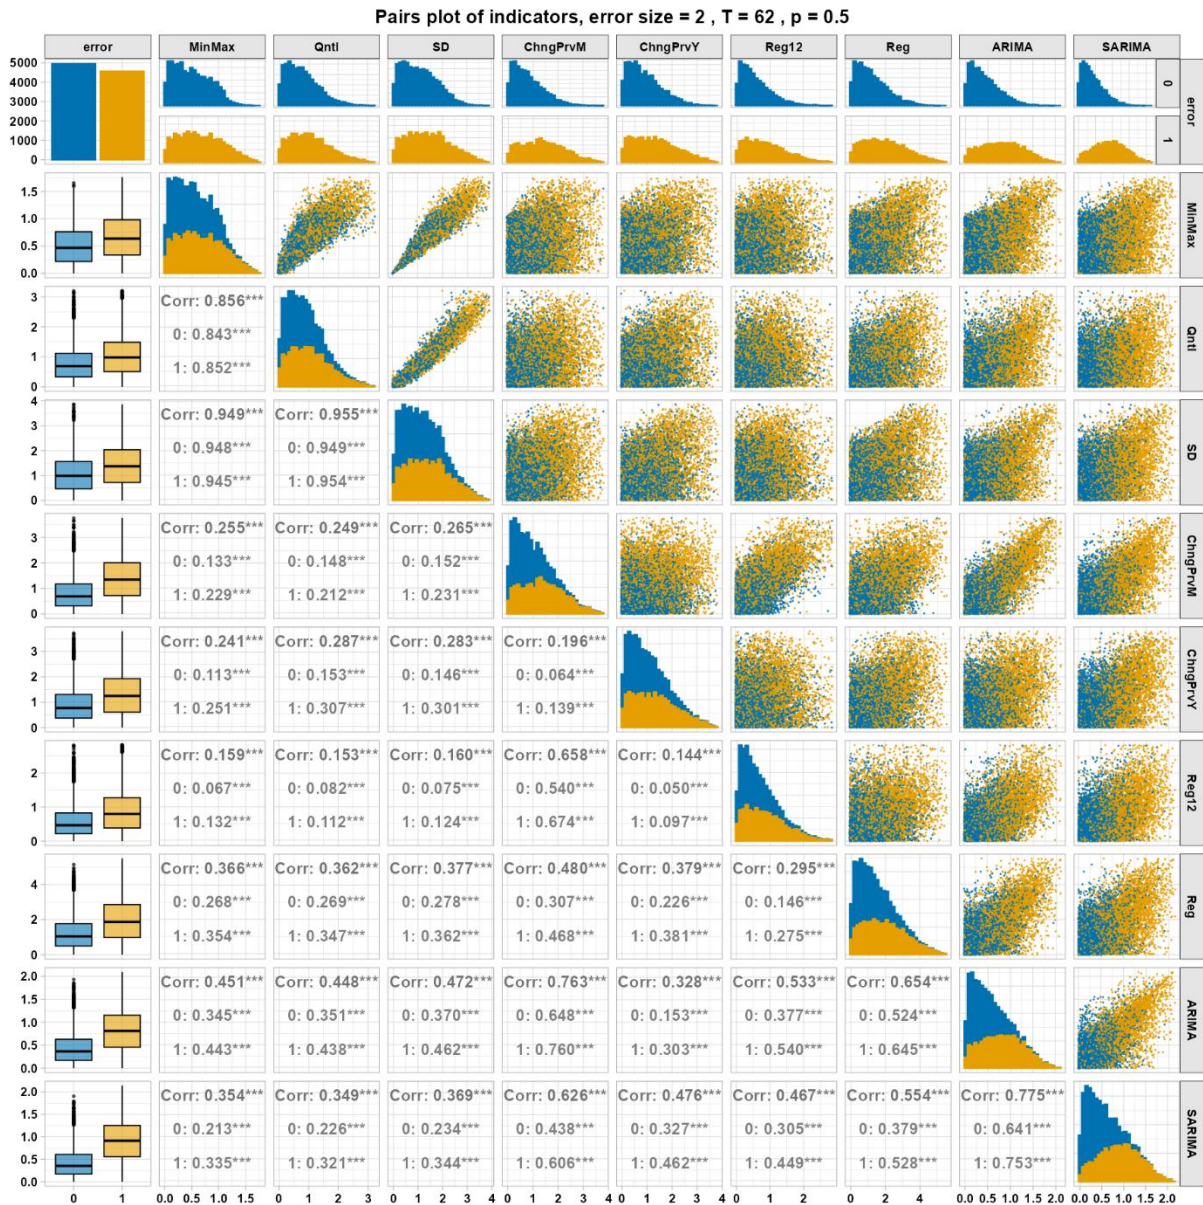 Pairs plot of indicators, error size = 2 , T = 62 , p = 0.5
error MinMax Qntl SD ChngPrvM ChngPrvY Reg12 Reg ARIMA SARIMA
5000
4000
3000
0
2000
1000
0
1
error
1.5
1.0
0.5
0.0
MinMax
3
2
1
0
Corr: 0.856***
0: 0.843***
1: 0.852***
Qntl
4
3
2
1
0
Corr: 0.949*** Corr: 0.955***
0: 0.948*** 0: 0.949***
1: 0.945*** 1: 0.954***
SD
3
2
1
0
Corr: 0.255*** Corr: 0.249*** Corr: 0.265***
0: 0.133*** 0: 0.148*** 0: 0.152***
1: 0.229*** 1: 0.212*** 1: 0.231***
ChngPrvM
3
2
1
0
Corr: 0.241*** Corr: 0.287*** Corr: 0.283*** Corr: 0.196***
0: 0.113*** 0: 0.153*** 0: 0.146*** 0: 0.064***
1: 0.251*** 1: 0.307*** 1: 0.301*** 1: 0.139***
ChngPrvY
2
1
0
Corr: 0.159*** Corr: 0.153*** Corr: 0.160*** Corr: 0.658*** Corr: 0.144***
0: 0.067*** 0: 0.082*** 0: 0.075*** 0: 0.540*** 0: 0.050***
1: 0.132*** 1: 0.112*** 1: 0.124*** 1: 0.674*** 1: 0.097***
Reg12
4
2
0
Corr: 0.366*** Corr: 0.362*** Corr: 0.377*** Corr: 0.480*** Corr: 0.379*** Corr: 0.295***
0: 0.268*** 0: 0.269*** 0: 0.278*** 0: 0.307*** 0: 0.226*** 0: 0.146***
1: 0.354*** 1: 0.347*** 1: 0.362*** 1: 0.468*** 1: 0.381*** 1: 0.275***
Reg
2.0
1.5
1.0
0.5
0.0
Corr: 0.451*** Corr: 0.448*** Corr: 0.472*** Corr: 0.763*** Corr: 0.328*** Corr: 0.533*** Corr: 0.654***
0: 0.345*** 0: 0.351*** 0: 0.370*** 0: 0.648*** 0: 0.153*** 0: 0.377*** 0: 0.524***
1: 0.443*** 1: 0.438*** 1: 0.462*** 1: 0.760*** 1: 0.303*** 1: 0.540*** 1: 0.645***
ARIMA
2.0
1.5
1.0
0.5
0.0
Corr: 0.354*** Corr: 0.349*** Corr: 0.369*** Corr: 0.626*** Corr: 0.476*** Corr: 0.467*** Corr: 0.554*** Corr: 0.775***
0: 0.213*** 0: 0.226*** 0: 0.234*** 0: 0.438*** 0: 0.327*** 0: 0.305*** 0: 0.379*** 0: 0.641***
1: 0.335*** 1: 0.321*** 1: 0.344*** 1: 0.606*** 1: 0.462*** 1: 0.449*** 1: 0.528*** 1: 0.753***
SARIMA
0 1 0.0 0.5 1.0 1.5 0 1 2 3 0 1 2 3 4 0 1 2 3 4 0 1 2 3 4 0 1 2 0 2 4 0.0 0.5 1.0 1.5 2.0 0.0 0.5 1.0 1.5 2.0